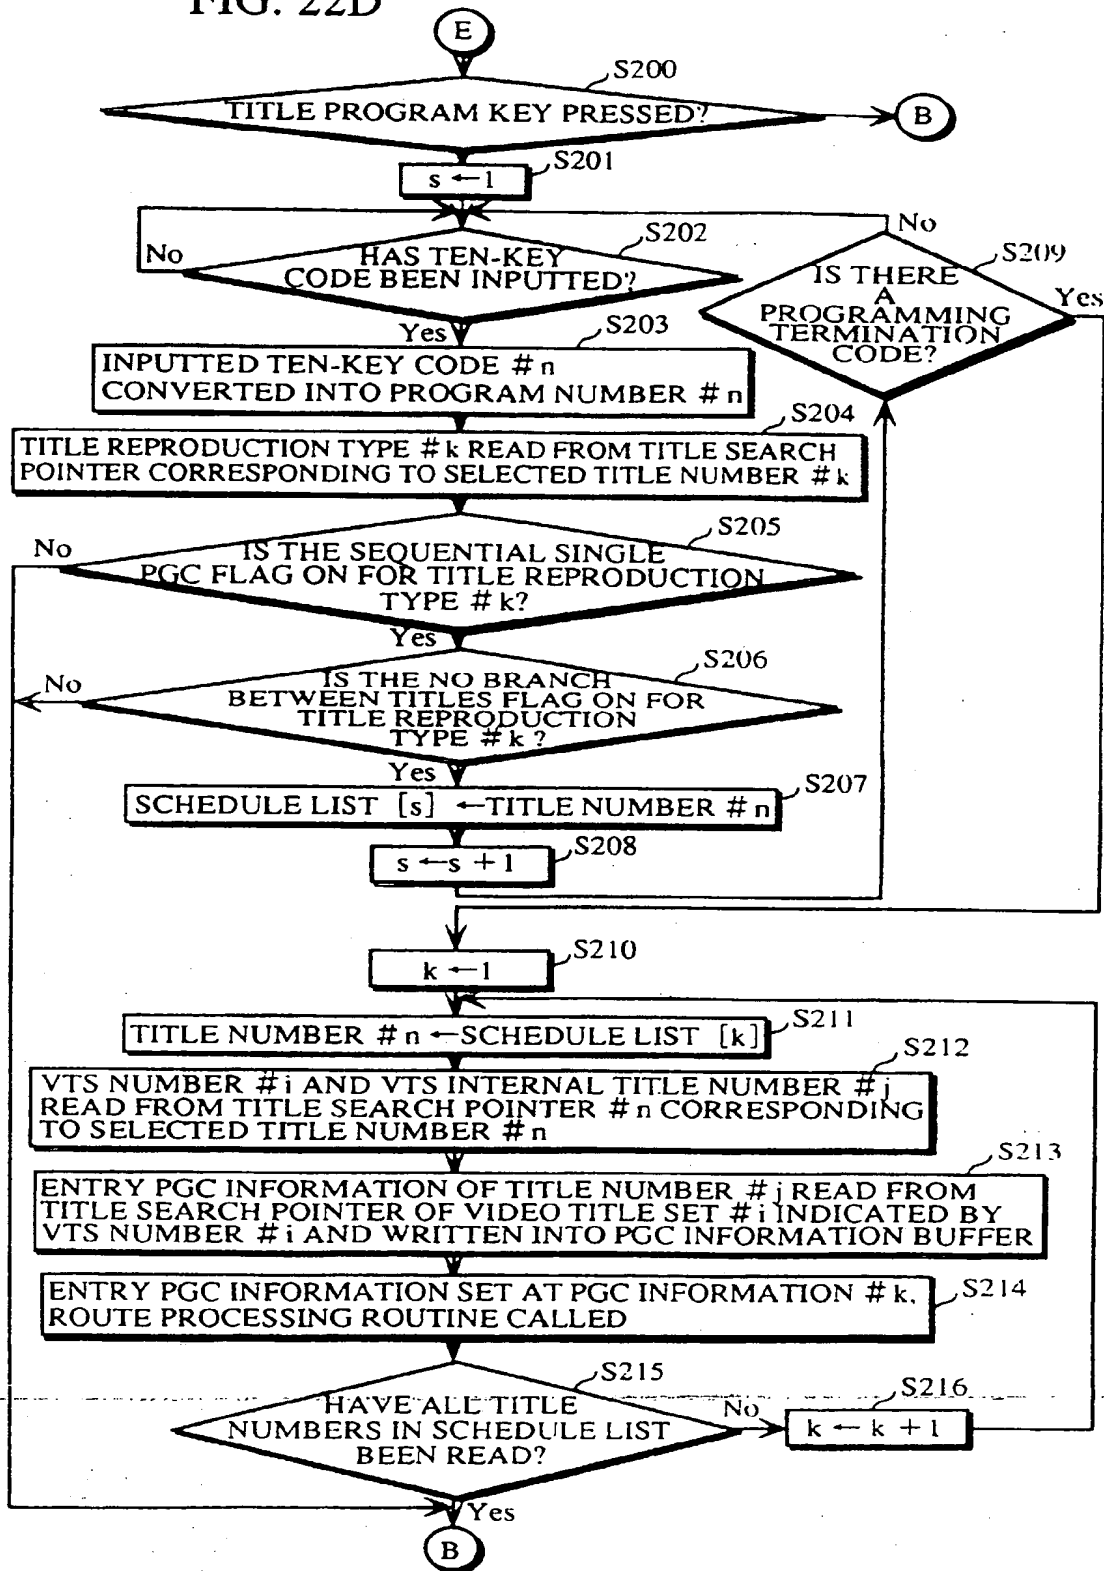 FIG. 22D
E
S200
TITLE PROGRAM KEY PRESSED?
B
S201
s ← 1
No
S202
No
HAS TEN-KEY
CODE BEEN INPUTTED?
S209
IS THERE
A
PROGRAMMING
TERMINATION
CODE?
Yes
Yes
S203
INPUTTED TEN-KEY CODE #n
CONVERTED INTO PROGRAM NUMBER #n
S204
TITLE REPRODUCTION TYPE #k READ FROM TITLE SEARCH
POINTER CORRESPONDING TO SELECTED TITLE NUMBER #k
S205
No
IS THE SEQUENTIAL SINGLE
PGC FLAG ON FOR TITLE REPRODUCTION
TYPE #k?
Yes
S206
No
IS THE NO BRANCH
BETWEEN TITLES FLAG ON FOR
TITLE REPRODUCTION
TYPE #k?
Yes
S207
SCHEDULE LIST [s] ← TITLE NUMBER #n
S208
s ← s + 1
S210
k ← 1
S211
TITLE NUMBER #n ← SCHEDULE LIST [k]
S212
VTS NUMBER #i AND VTS INTERNAL TITLE NUMBER #j
READ FROM TITLE SEARCH POINTER #n CORRESPONDING
TO SELECTED TITLE NUMBER #n
S213
ENTRY PGC INFORMATION OF TITLE NUMBER #j READ FROM
TITLE SEARCH POINTER OF VIDEO TITLE SET #i INDICATED BY
VTS NUMBER #i AND WRITTEN INTO PGC INFORMATION BUFFER
S214
ENTRY PGC INFORMATION SET AT PGC INFORMATION #k,
ROUTE PROCESSING ROUTINE CALLED
S215
HAVE ALL TITLE
NUMBERS IN SCHEDULE LIST
BEEN READ?
No
S216
k ← k + 1
Yes
B